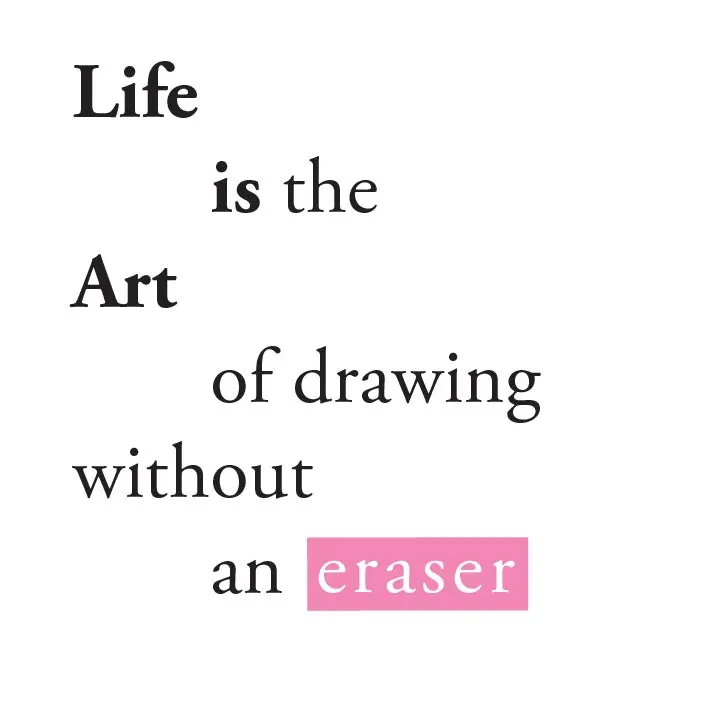 Life
is the
Art
of drawing
without
an eraser